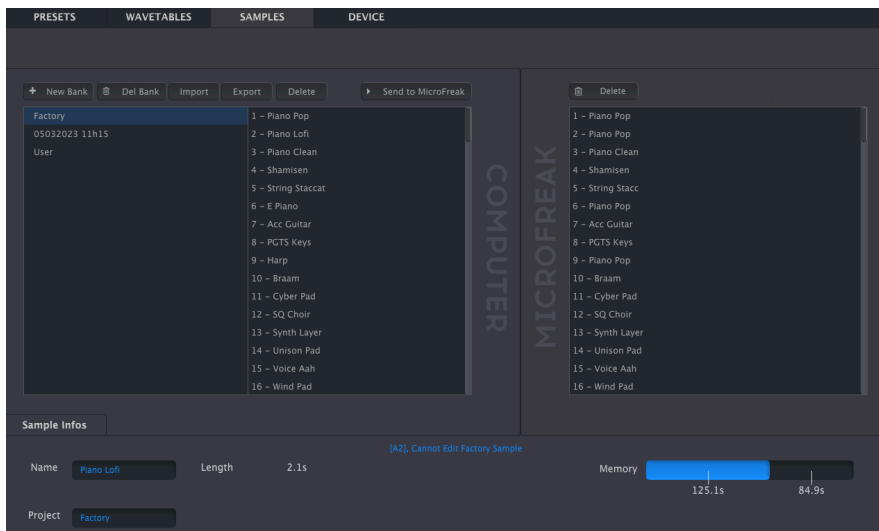 PRESETS WAVETABLES SAMPLES DEVICE
+ New Bank Del Bank Import Export Delete Send to MicroFreak
Factory
05032023 11h15
User
1 – Piano Pop
2 – Piano Lofi
3 – Piano Clean
4 – Shamisen
5 – String Staccat
6 – E Piano
7 – Acc Guitar
8 – PGTS Keys
9 – Harp
10 – Braam
11 – Cyber Pad
12 – SQ Choir
13 – Synth Layer
14 – Unison Pad
15 – Voice Aah
16 – Wind Pad
COMPUTER
MICROFREAK
Delete
1 – Piano Pop
2 – Piano Pop
3 – Piano Clean
4 – Shamisen
5 – String Stacc
6 – Piano Pop
7 – Acc Guitar
8 – PGTS Keys
9 – Piano Pop
10 – Braam
11 – Cyber Pad
12 – SQ Choir
13 – Synth Layer
14 – Unison Pad
15 – Voice Aah
16 – Wind Pad
Sample Infos
[A2], Cannot Edit Factory Sample
Name Piano Lofi Length 2.1s Memory
125.1s 84.9s
Project Factory